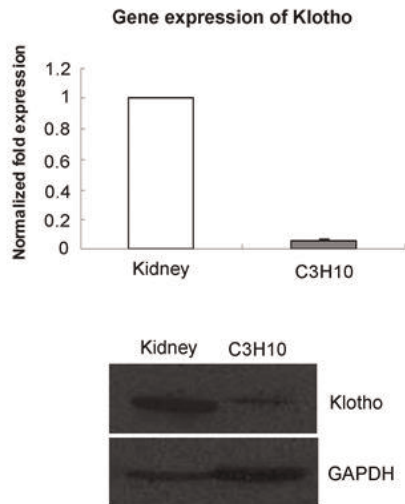 Gene expression of Klotho
Normalized fold expression
1.2
1
0.8
0.6
0.4
0.2
0
Kidney C3H10
Kidney C3H10
Klotho
GAPDH